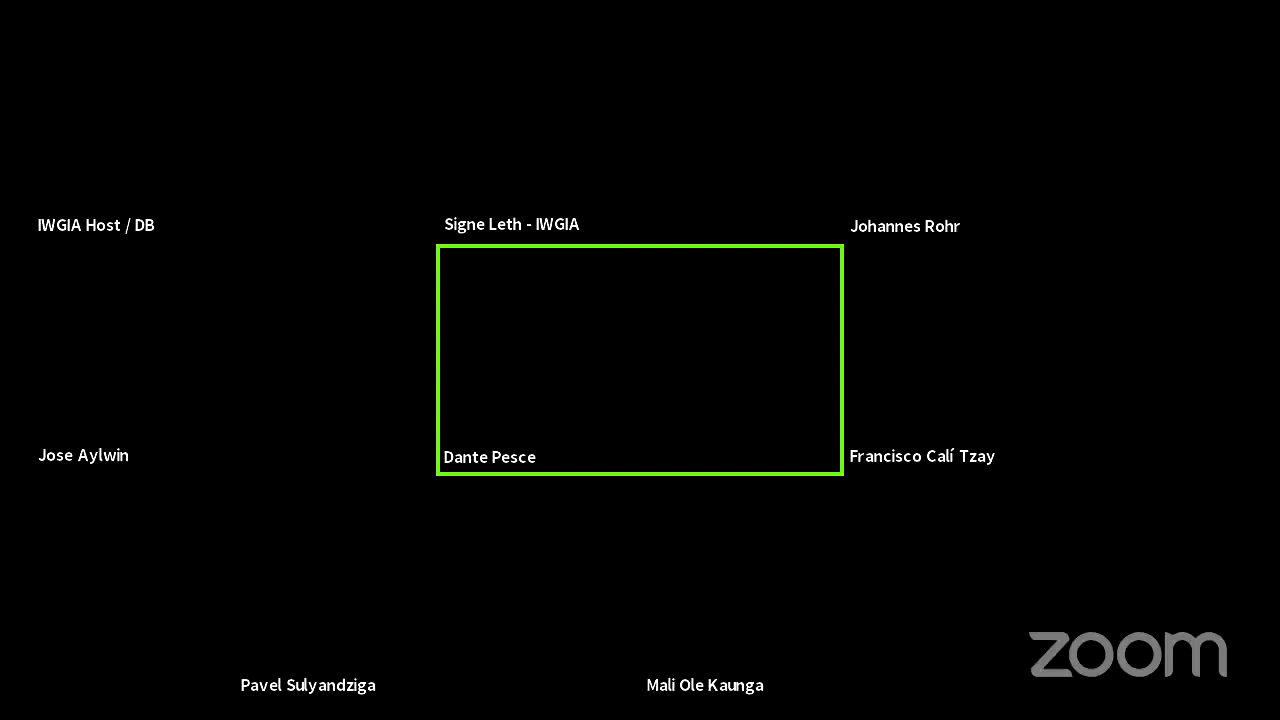 IWGIA Host / DB
Signe Leth - IWGIA
Johannes Rohr
Jose Aylwin
Dante Pesce
Francisco Calí Tzay
Pavel Sulyandziga
Mali Ole Kaunga
zoom